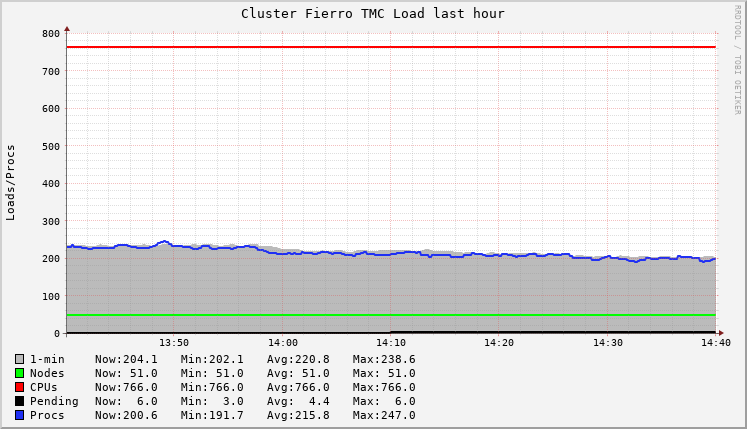 Cluster Fierro TMC Load last hour
RRDTOOL / TOBI OETIKER
Loads/Procs
800
700
600
500
400
300
200
100
0
13:50 14:00 14:10 14:20 14:30 14:40
1-min Now:204.1 Min:202.1 Avg:220.8 Max:238.6
Nodes Now: 51.0 Min: 51.0 Avg: 51.0 Max: 51.0
CPUs Now:766.0 Min:766.0 Avg:766.0 Max:766.0
Pending Now: 6.0 Min: 3.0 Avg: 4.4 Max: 6.0
Procs Now:200.6 Min:191.7 Avg:215.8 Max:247.0